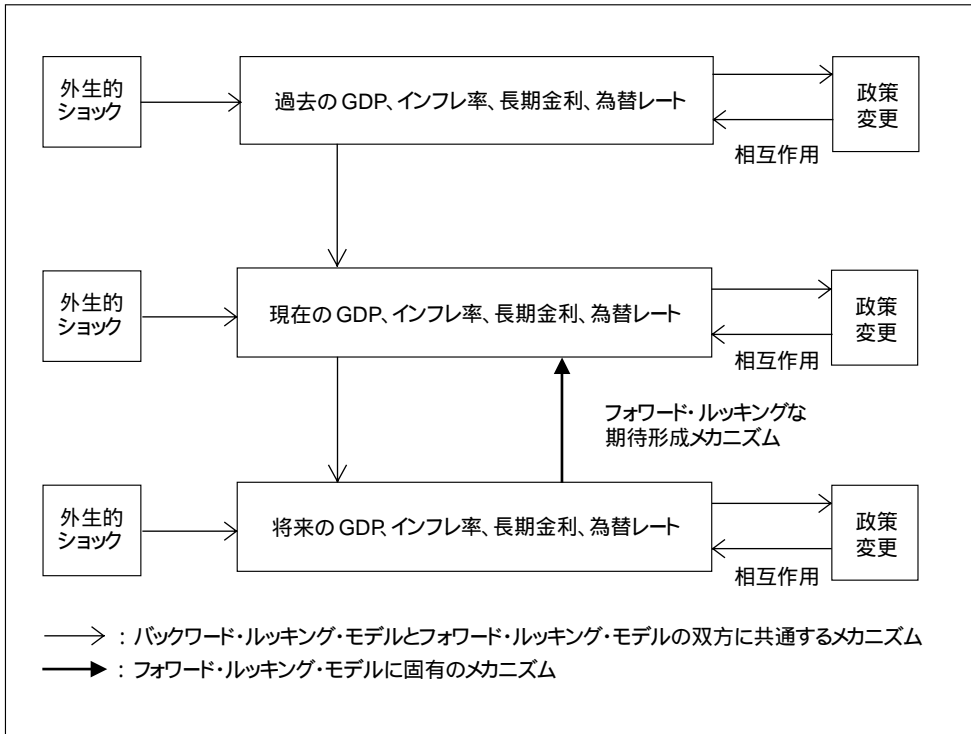 外生的
ショック
過去の GDP、インフレ率、長期金利、為替レート
政策
変更
相互作用
外生的
ショック
現在の GDP、インフレ率、長期金利、為替レート
政策
変更
相互作用
フォワード・ルッキングな
期待形成メカニズム
外生的
ショック
将来の GDP、インフレ率、長期金利、為替レート
政策
変更
相互作用
：バックワード・ルッキング・モデルとフォワード・ルッキング・モデルの双方に共通するメカニズム
：フォワード・ルッキング・モデルに固有のメカニズム